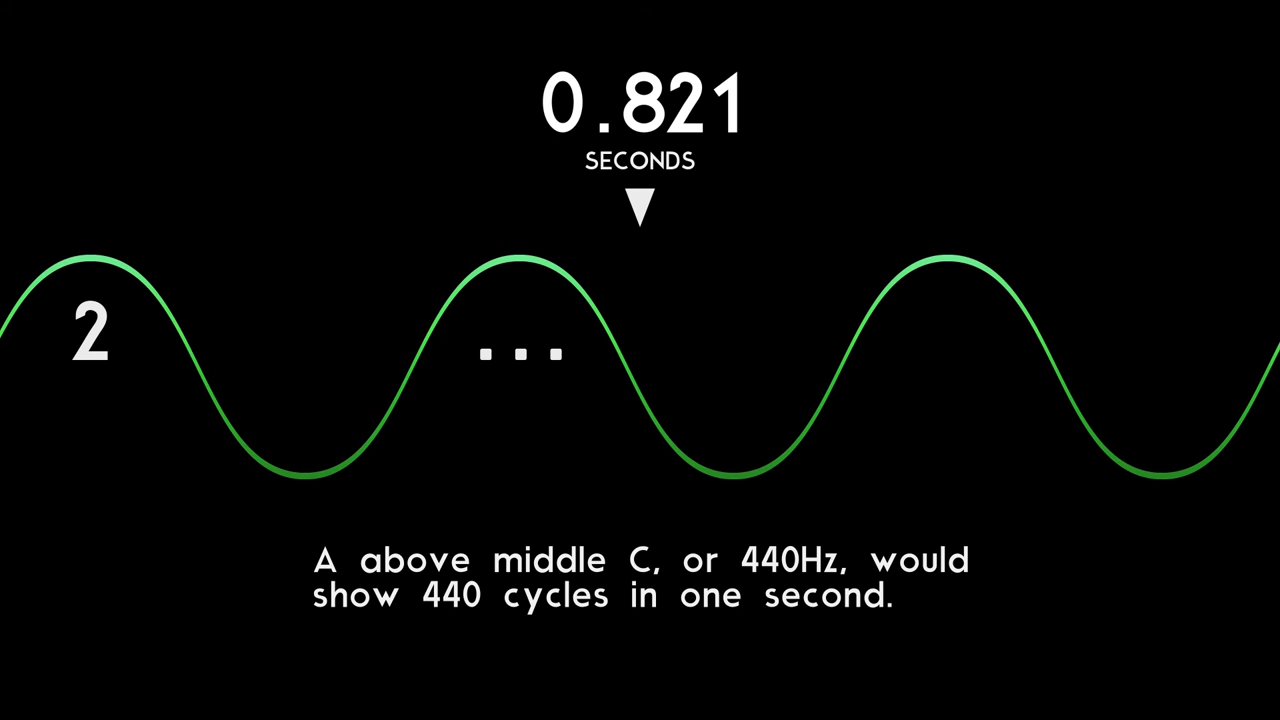 0.821
SECONDS
2
...
A above middle C, or 440Hz, would
show 440 cycles in one second.